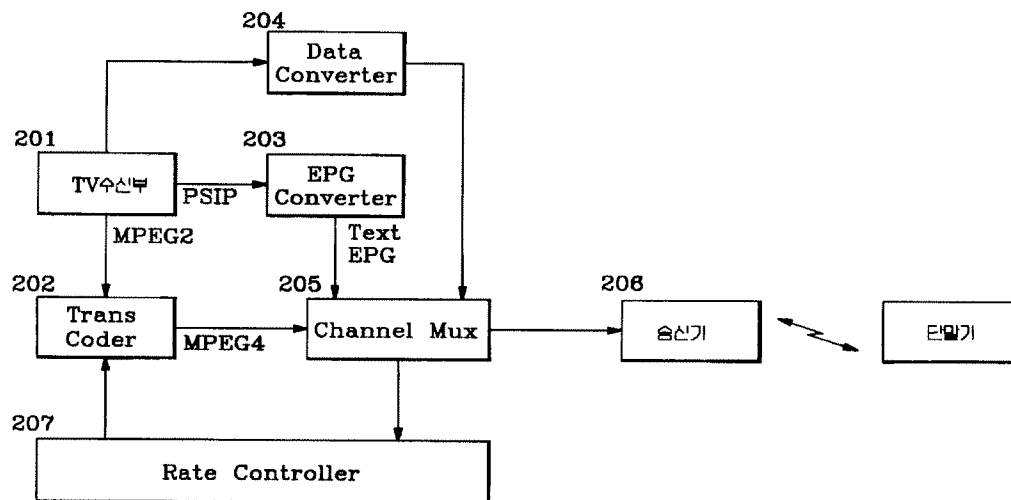 204
Data
Converter
201
TV수신부
203
EPG
Converter
PSIP
MPEG2
Text
EPG
202
Trans
Coder
MPEG4
205
Channel Mux
206
송신기
단말기
207
Rate Controller